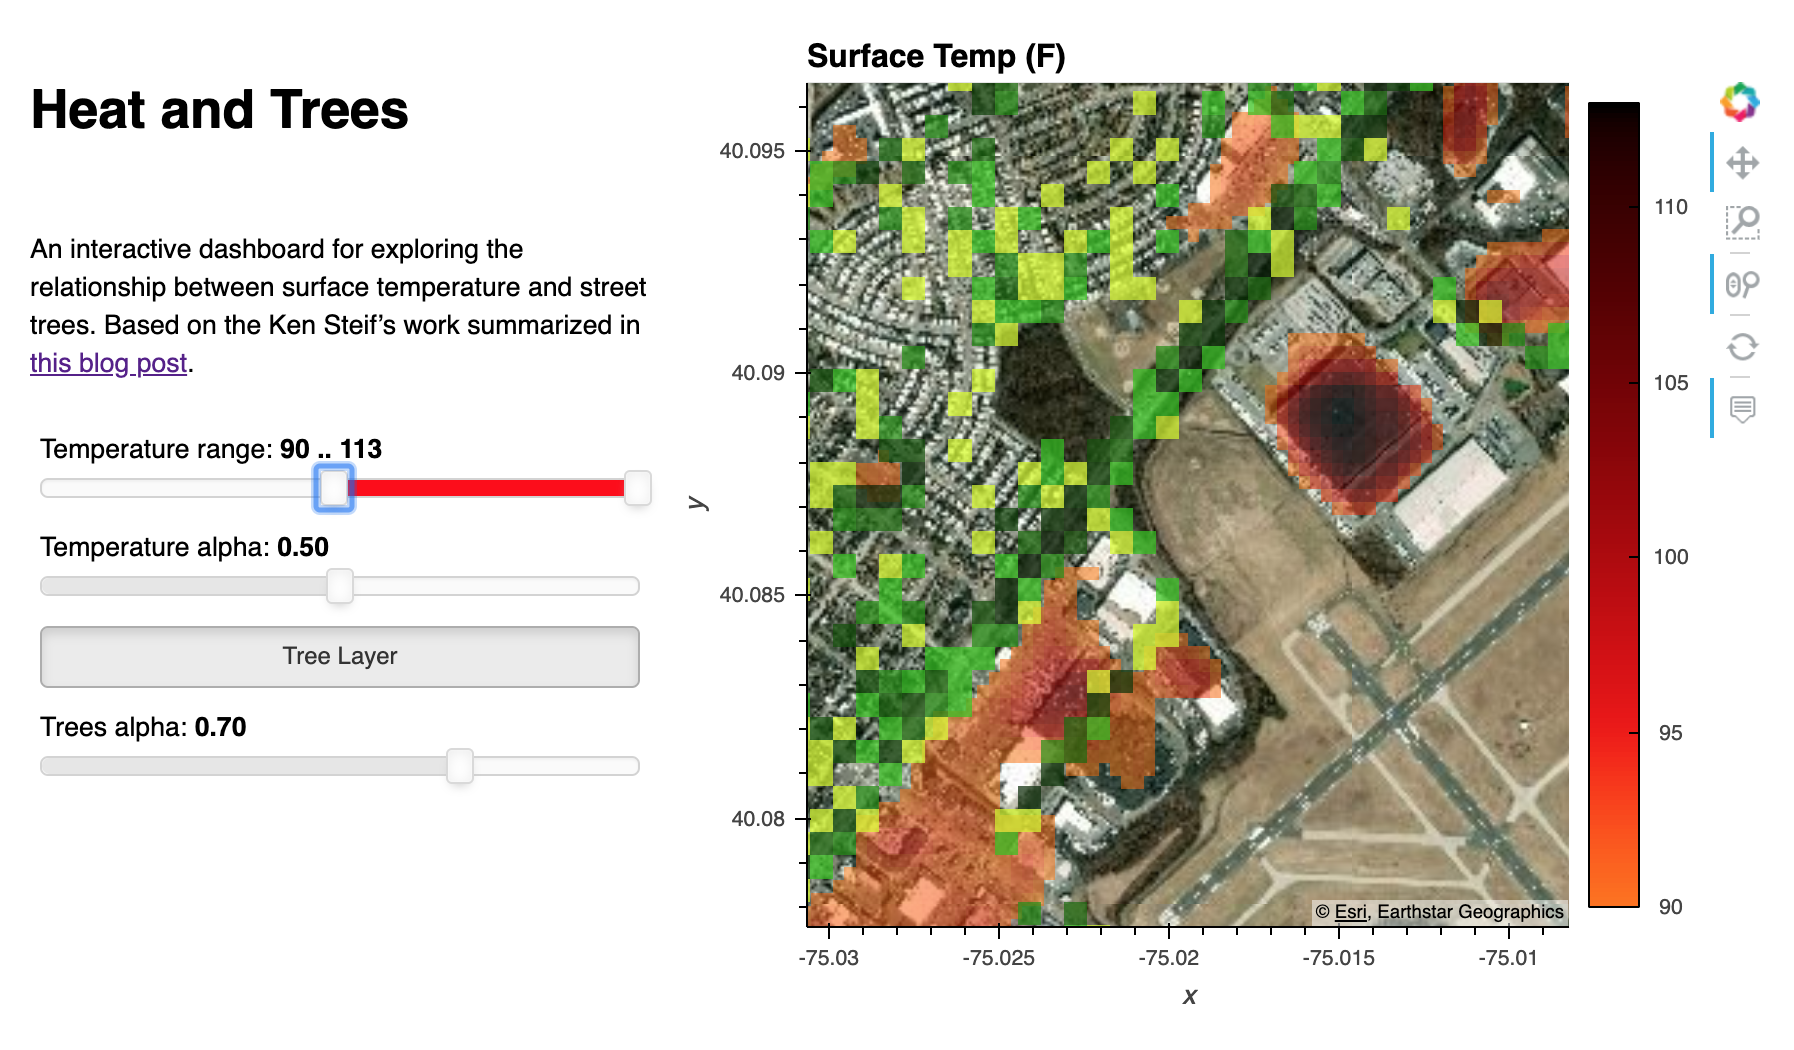 Heat and Trees
An interactive dashboard for exploring the
relationship between surface temperature and street
trees. Based on the Ken Steif’s work summarized in
this blog post.
Temperature range: 90 .. 113
Temperature alpha: 0.50
Tree Layer
Trees alpha: 0.70
Surface Temp (F)
y
40.095
40.09
40.085
40.08
© Esri, Earthstar Geographics
-75.03 -75.025 -75.02 -75.015 -75.01
x
110
105
100
95
90